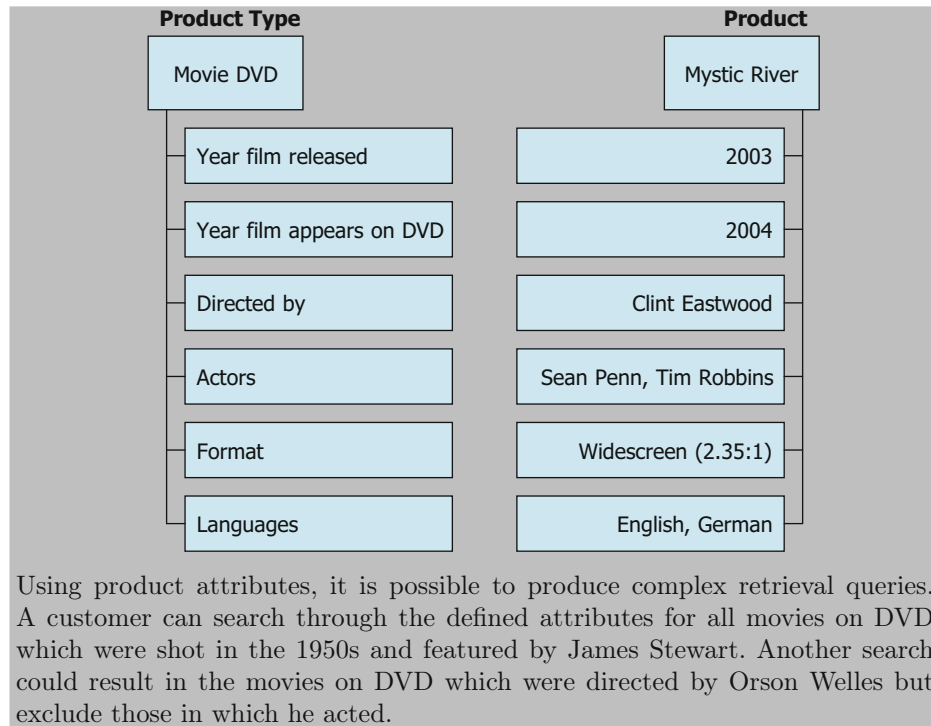 Product Type
Product
Movie DVD
Mystic River
Year film released
2003
Year film appears on DVD
2004
Directed by
Clint Eastwood
Actors
Sean Penn, Tim Robbins
Format
Widescreen (2.35:1)
Languages
English, German
Using product attributes, it is possible to produce complex retrieval queries.
A customer can search through the defined attributes for all movies on DVD
which were shot in the 1950s and featured by James Stewart. Another search
could result in the movies on DVD which were directed by Orson Welles but
exclude those in which he acted.